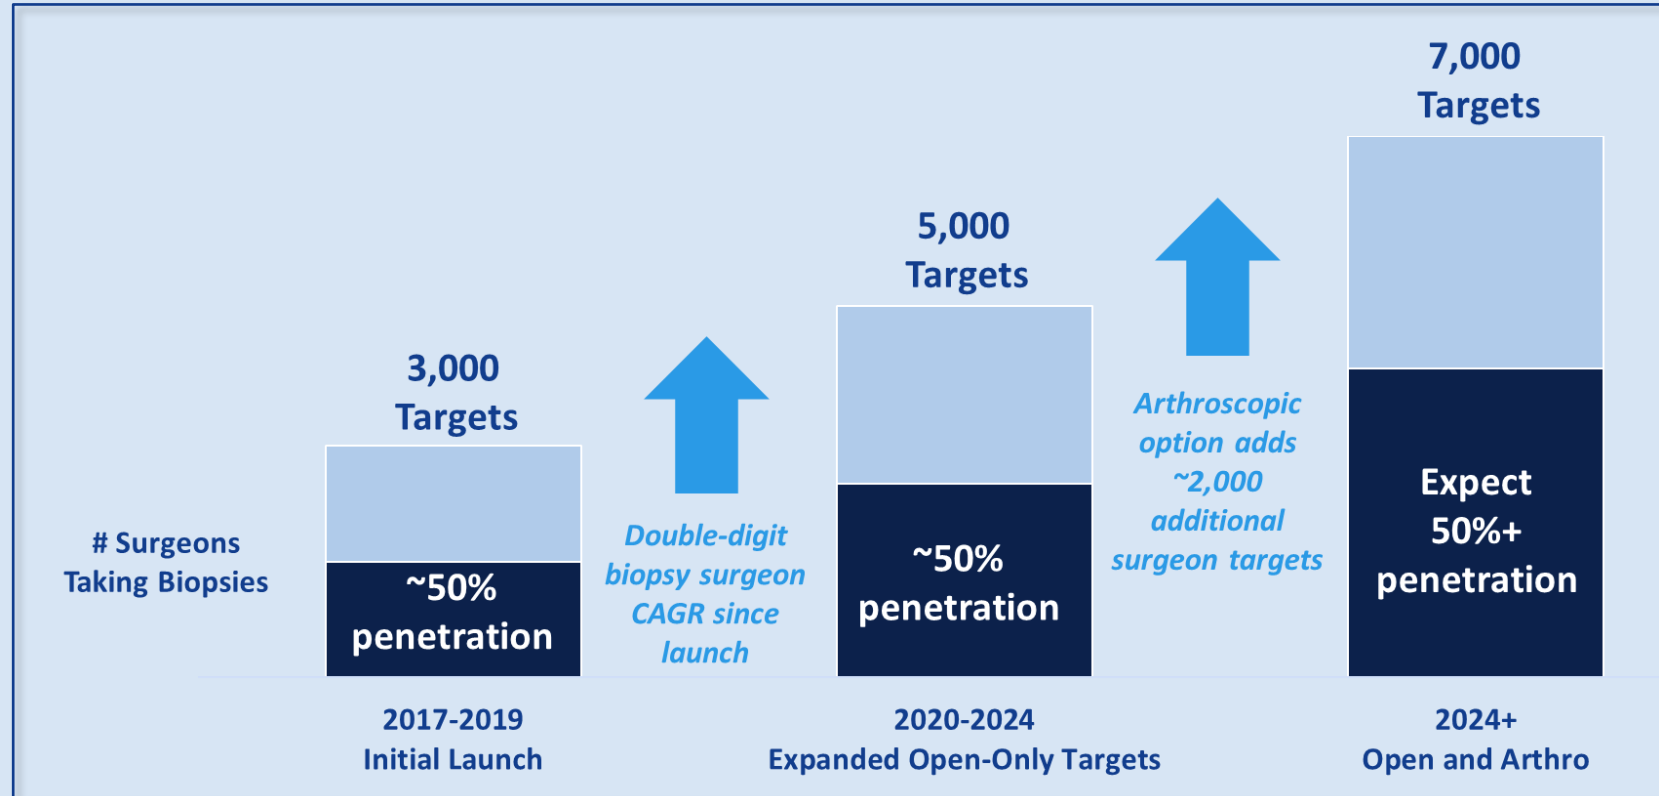 7,000
Targets
5,000
Targets
3,000
Targets
Arthroscopic
option adds
~2,000
additional
surgeon targets
Double-digit
biopsy surgeon
CAGR since
launch
# Surgeons
Taking Biopsies
~50%
penetration
~50%
penetration
Expect
50%+
penetration
2017-2019
Initial Launch
2020-2024
Expanded Open-Only Targets
2024+
Open and Arthro